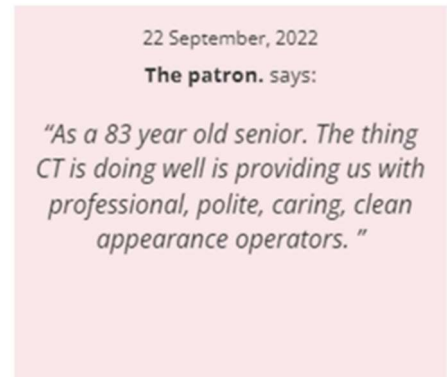 22 September, 2022
The patron. says:
“As a 83 year old senior. The thing
CT is doing well is providing us with
professional, polite, caring, clean
appearance operators. ”